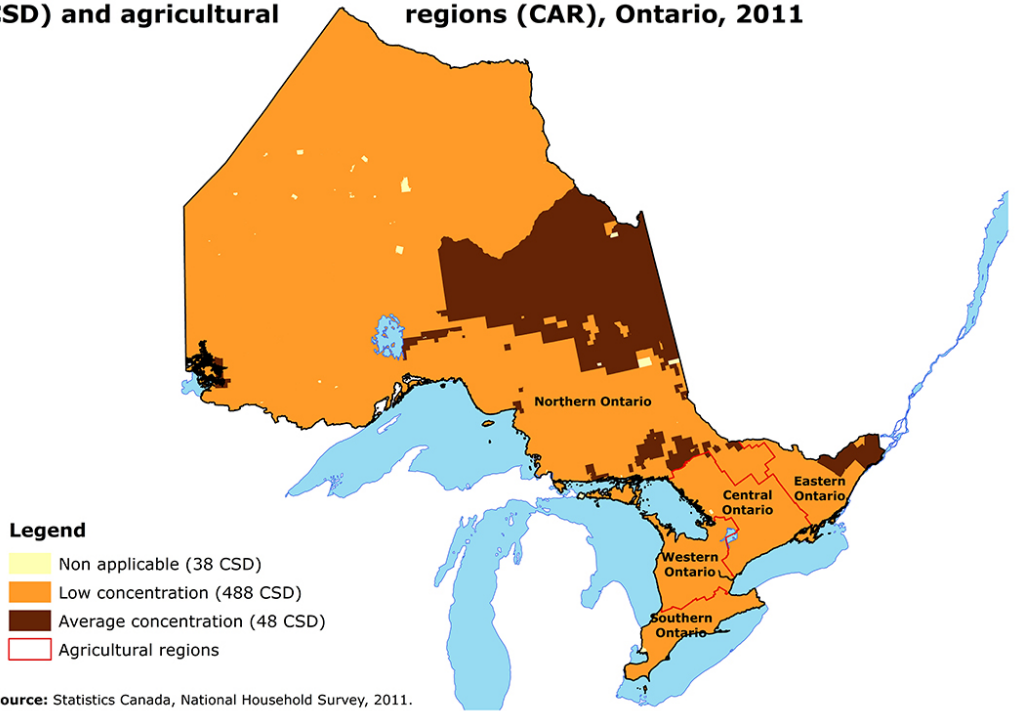 CSD) and agricultural regions (CAR), Ontario, 2011
Northern Ontario
Eastern
Ontario
Central
Ontario
Western
Ontario
Southern
Ontario
Legend
Non applicable (38 CSD)
Low concentration (488 CSD)
Average concentration (48 CSD)
Agricultural regions
ource: Statistics Canada, National Household Survey, 2011.